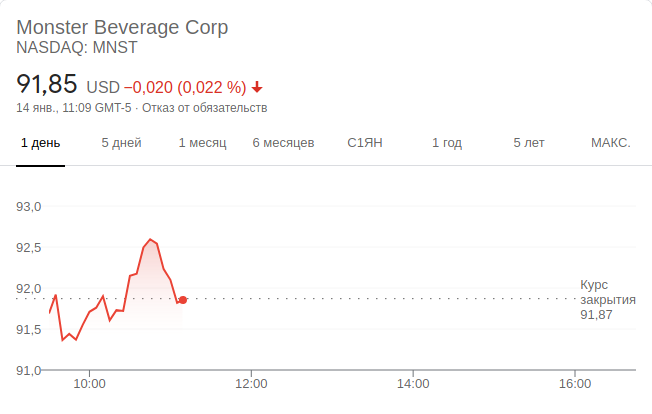 Monster Beverage Corp
NASDAQ: MNST
91,85 USD −0,020 (0,022 %)
14 янв., 11:09 GMT-5 · Отказ от обязательств
1 день 5 дней 1 месяц 6 месяцев С1ЯН 1 год 5 лет МАКС.
93,0
92,5
92,0
91,5
91,0
Курс
закрытия
91,87
10:00 12:00 14:00 16:00